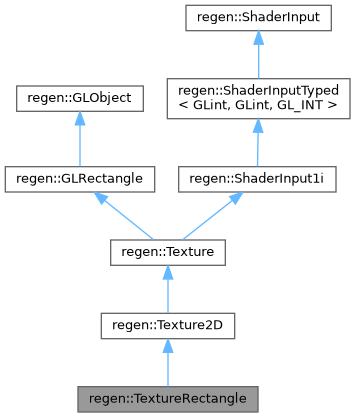 regen::ShaderInput
regen::GLObject
regen::ShaderInputTyped
< GLint, GLint, GL_INT >
regen::GLRectangle
regen::ShaderInput1i
regen::Texture
regen::Texture2D
regen::TextureRectangle